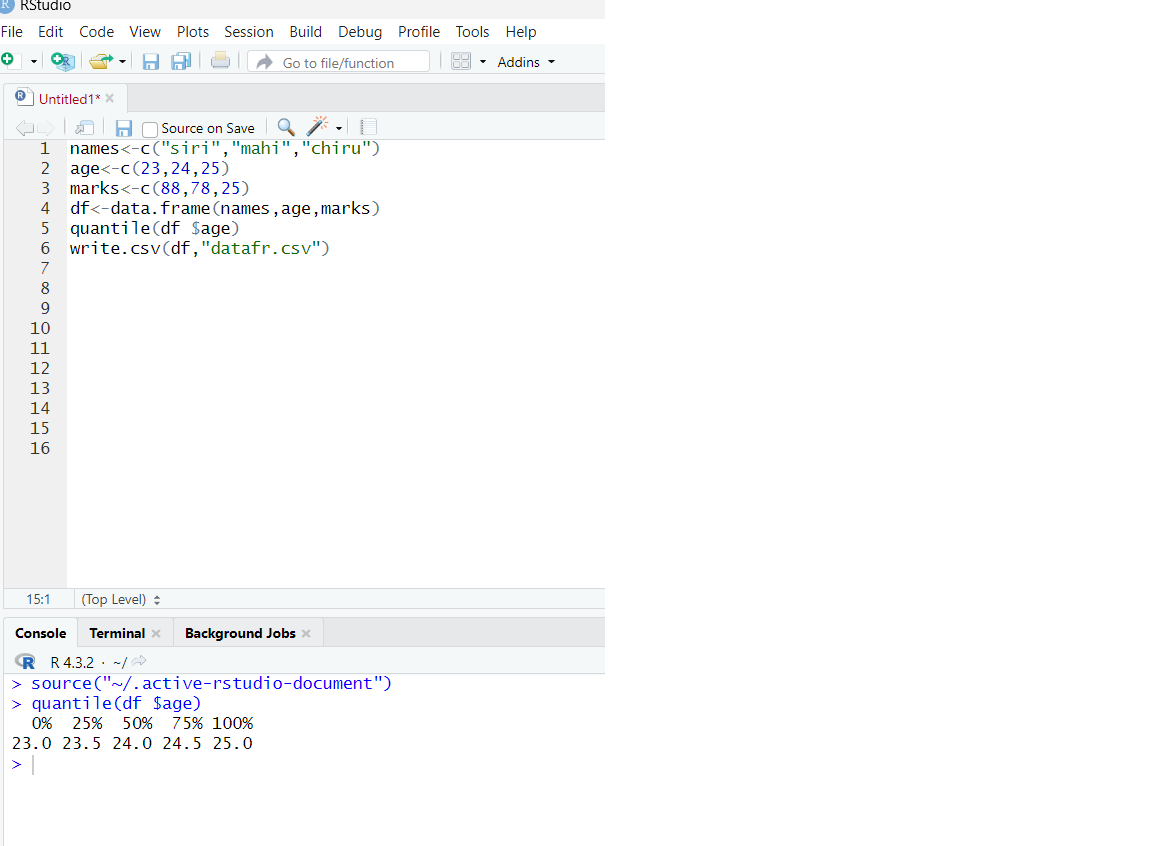 RStudio
File Edit Code View Plots Session Build Debug Profile Tools Help
Go to file/function Addins
Untitled1*
Source on Save
1 names<-c("siri","mahi","chiru")
2 age<-c(23,24,25)
3 marks<-c(88,78,25)
4 df<-data.frame(names,age,marks)
5 quantile(df $age)
6 write.csv(df,"datafr.csv")
7
8
9
10
11
12
13
14
15
16
15:1 (Top Level)
Console Terminal Background Jobs
R R 4.3.2 · ~/
> source("~/.active-rstudio-document")
> quantile(df $age)
0% 25% 50% 75% 100%
23.0 23.5 24.0 24.5 25.0
>